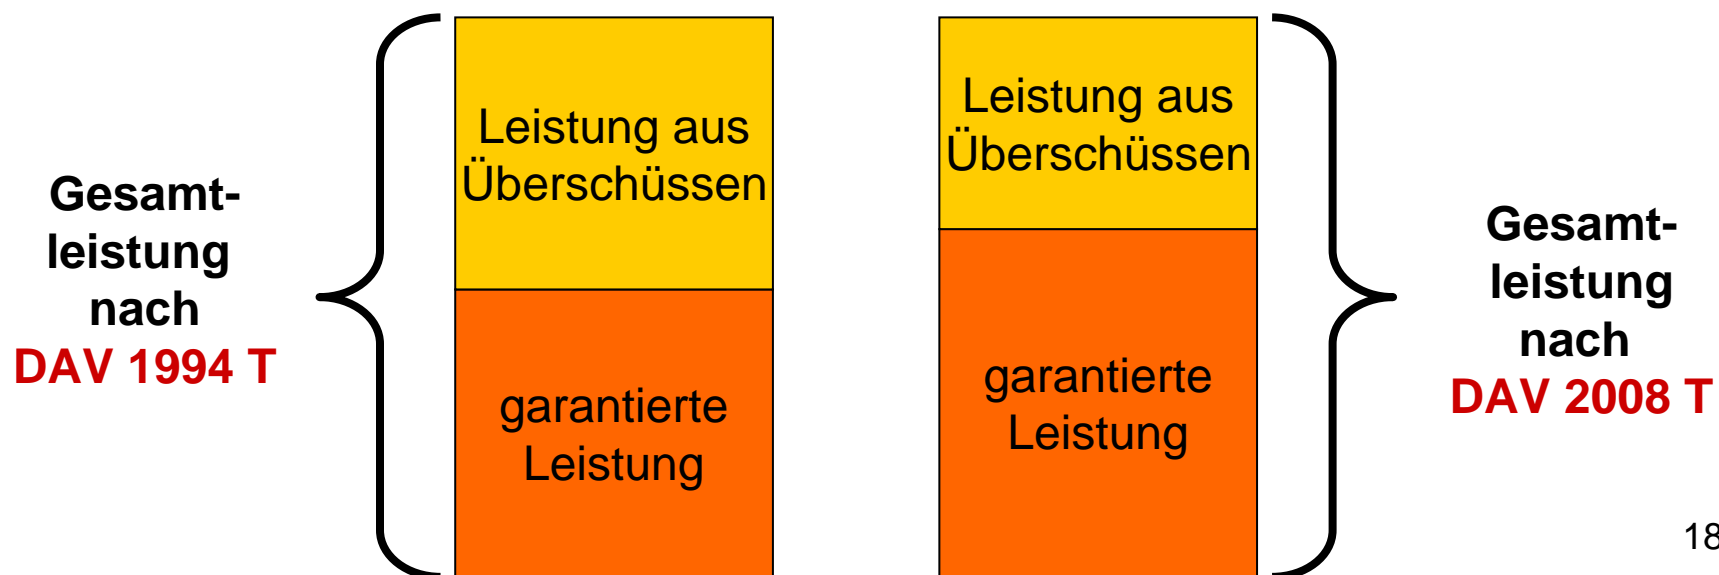 Gesamt-
leistung
nach
DAV 1994 T
Leistung aus
Überschüssen
garantierte
Leistung
Leistung aus
Überschüssen
garantierte
Leistung
Gesamt-
leistung
nach
DAV 2008 T
18